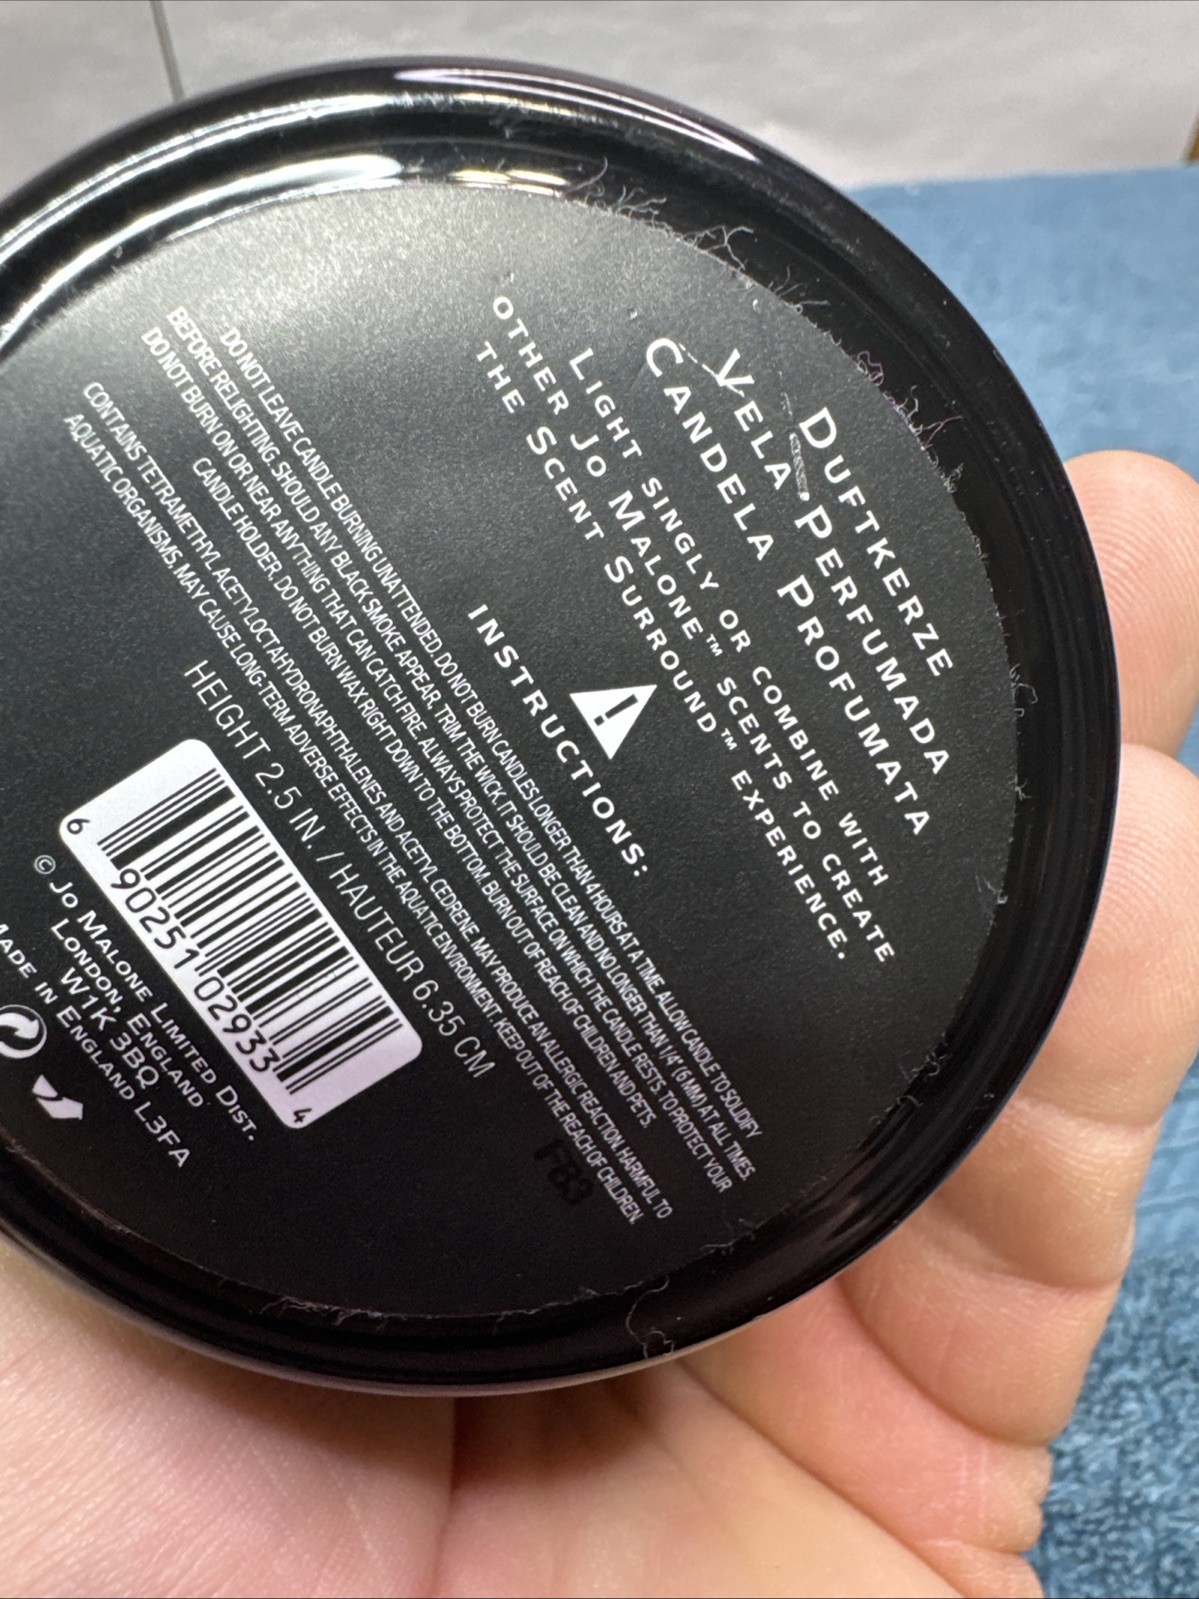 DUFTKERZE
VELA PERFUMADA
CANDELA PROFUMATA
LIGHT SINGLY OR COMBINE WITH
OTHER JO MALONE™ SCENTS TO CREATE
THE SCENT SURROUND™ EXPERIENCE.
!
INSTRUCTIONS:
DO NOT LEAVE CANDLE BURNING UNATTENDED. DO NOT BURN CANDLES LONGER THAN 4 HOURS AT A TIME. ALLOW CANDLE TO SOLIDIFY
BEFORE RELIGHTING. SHOULD ANY BLACK SMOKE APPEAR, TRIM THE WICK. IT SHOULD BE CLEAN AND NO LONGER THAN 1/4" (6 MM) AT ALL TIMES.
DO NOT BURN ON OR NEAR ANYTHING THAT CAN CATCH FIRE. ALWAYS PROTECT THE SURFACE ON WHICH THE CANDLE RESTS. TO PROTECT YOUR
CANDLE HOLDER, DO NOT BURN WAX RIGHT DOWN TO THE BOTTOM. BURN OUT OF REACH OF CHILDREN AND PETS.
CONTAINS TETRAMETHYL ACETYLOCTAHYDRONAPHTHALENES AND ACETYL CEDRENE. MAY PRODUCE AN ALLERGIC REACTION. HARMFUL TO
AQUATIC ORGANISMS, MAY CAUSE LONG-TERM ADVERSE EFFECTS IN THE AQUATIC ENVIRONMENT. KEEP OUT OF THE REACH OF CHILDREN.
HEIGHT 2.5 IN. / HAUTEUR 6.35 CM
FB3
6 90251 02933 4
© JO MALONE LIMITED DIST.
LONDON, ENGLAND
W1K 3BQ
MADE IN ENGLAND L3FA